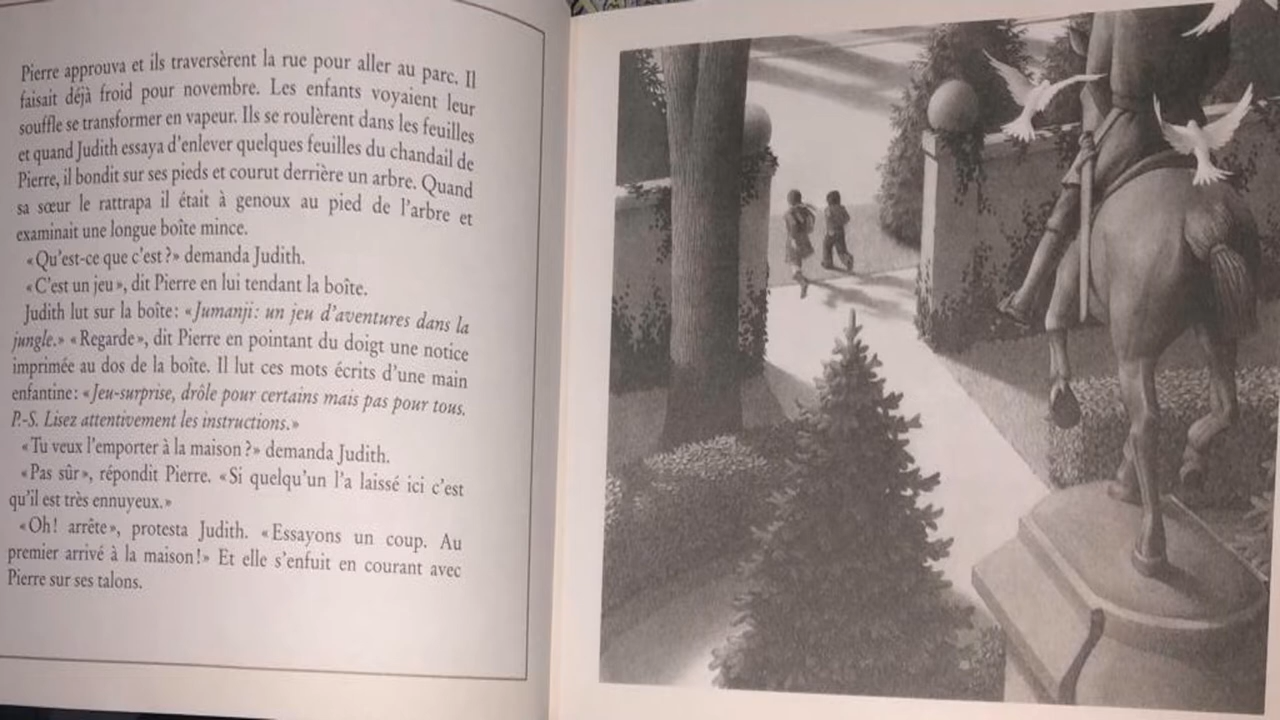 Pierre approuva et ils traversèrent la rue pour aller au parc. Il
faisait déjà froid pour novembre. Les enfants voyaient leur
souffle se transformer en vapeur. Ils se roulèrent dans les feuilles
et quand Judith essaya d'enlever quelques feuilles du chandail de
Pierre, il bondit sur ses pieds et courut derrière un arbre. Quand
sa sœur le rattrapa il était à genoux au pied de l'arbre et
examinait une longue boîte mince.
«Qu'est-ce que c'est?» demanda Judith.
«C'est un jeu», dit Pierre en lui tendant la boîte.
Judith lut sur la boîte: «Jumanji: un jeu d'aventures dans la
jungle.» «Regarde», dit Pierre en pointant du doigt une notice
imprimée au dos de la boîte. Il lut ces mots écrits d'une main
enfantine: «Jeu-surprise, drôle pour certains mais pas pour tous.
P.-S. Lisez attentivement les instructions.»
«Tu veux l'emporter à la maison?» demanda Judith.
«Pas sûr», répondit Pierre. «Si quelqu'un l'a laissé ici c'est
qu'il est très ennuyeux.»
«Oh! arrête», protesta Judith. «Essayons un coup. Au
premier arrivé à la maison!» Et elle s'enfuit en courant avec
Pierre sur ses talons.